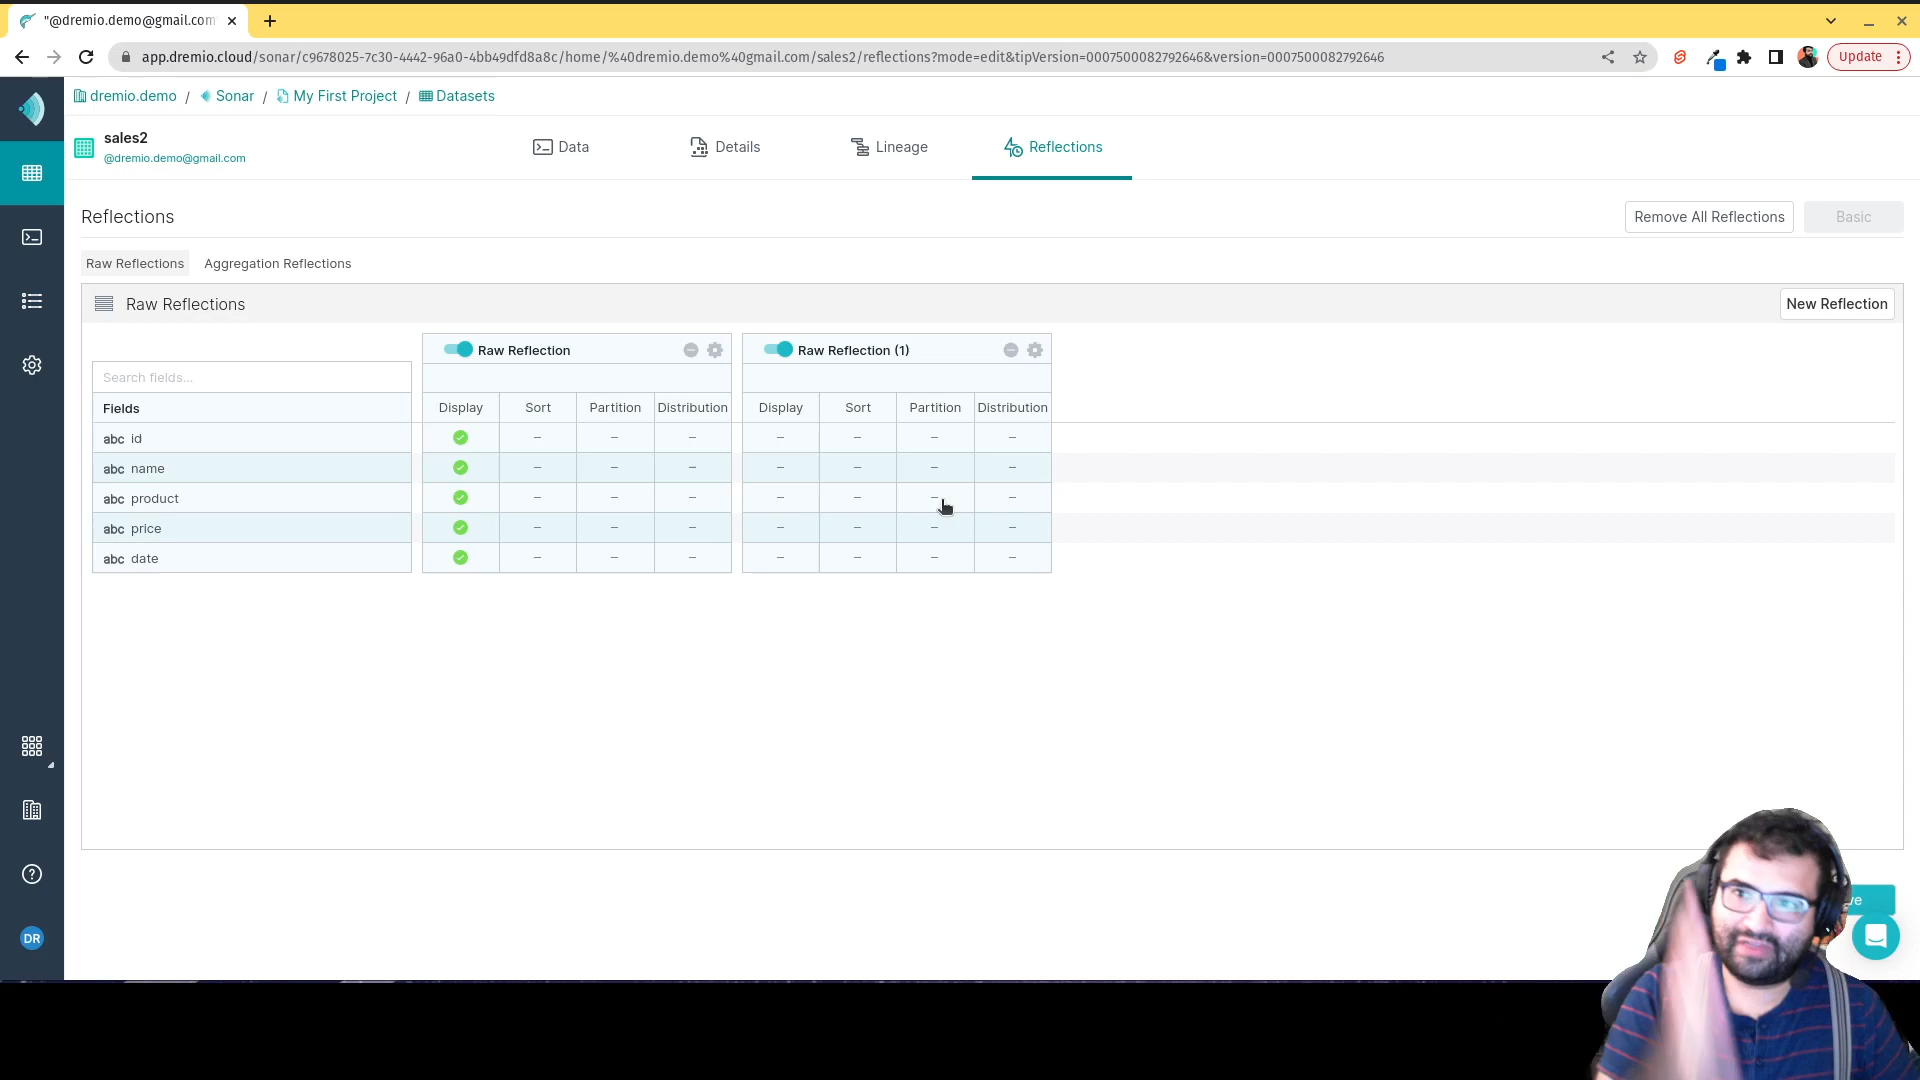 "@dremio.demo@gmail.com
app.dremio.cloud/sonar/c9678025-7c30-4442-96a0-4bb49dfd8a8c/home/%40dremio.demo%40gmail.com/sales2/reflections?mode=edit&tipVersion=0007500082792646&version=0007500082792646
Update
dremio.demo / Sonar / My First Project / Datasets
sales2
@dremio.demo@gmail.com
Data
Details
Lineage
Reflections
Reflections
Remove All Reflections
Basic
Raw Reflections
Aggregation Reflections
Raw Reflections
New Reflection
Raw Reflection
Raw Reflection (1)
Search fields...
Fields
Display Sort Partition Distribution
Display Sort Partition Distribution
abc id
– – –
– – – –
abc name
– – –
– – – –
abc product
– – –
– – – –
abc price
– – –
– – – –
abc date
– – –
– – – –
DR